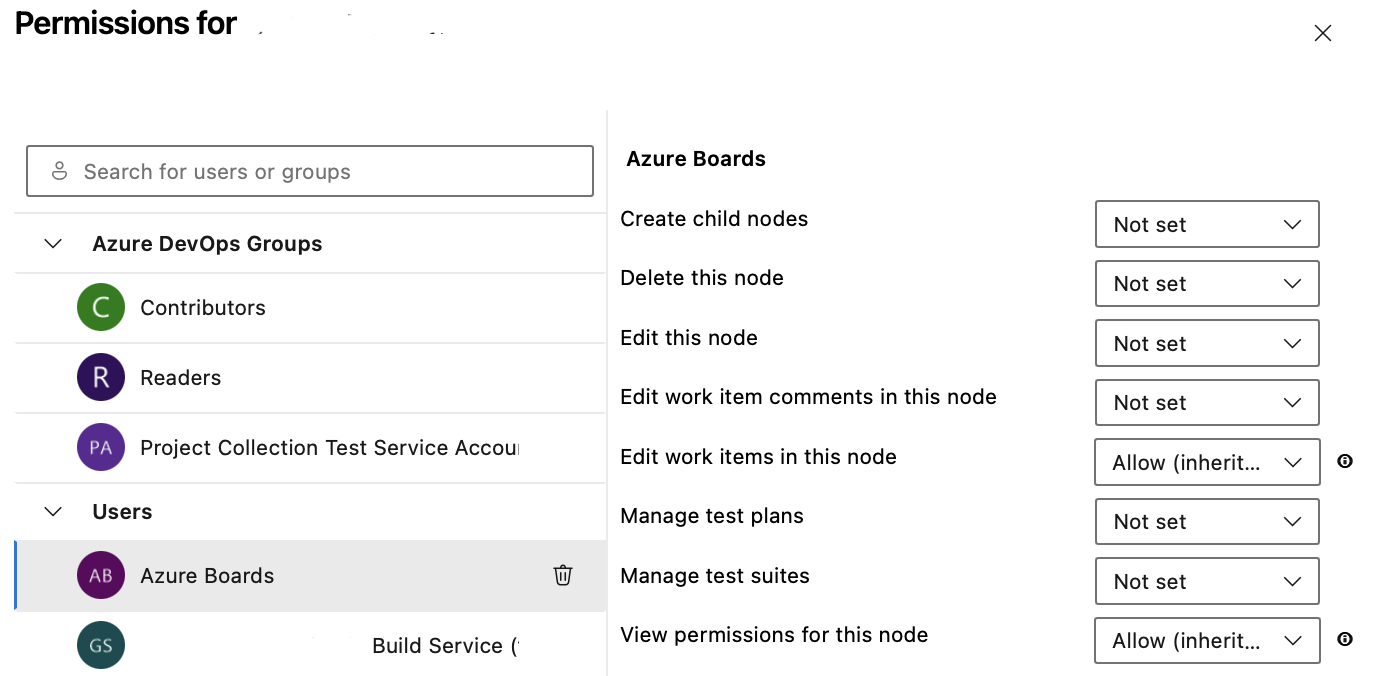 Permissions for
Search for users or groups
Azure DevOps Groups
C Contributors
R Readers
PA Project Collection Test Service Accou
Users
AB Azure Boards
GS Build Service (
Azure Boards
Create child nodes Not set
Delete this node Not set
Edit this node Not set
Edit work item comments in this node Not set
Edit work items in this node Allow (inherit...
Manage test plans Not set
Manage test suites Not set
View permissions for this node Allow (inherit...